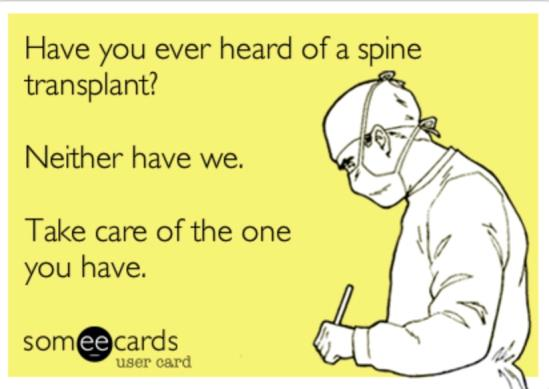 Have you ever heard of a spine
transplant?
Neither have we.
Take care of the one
you have.
someecards
user card